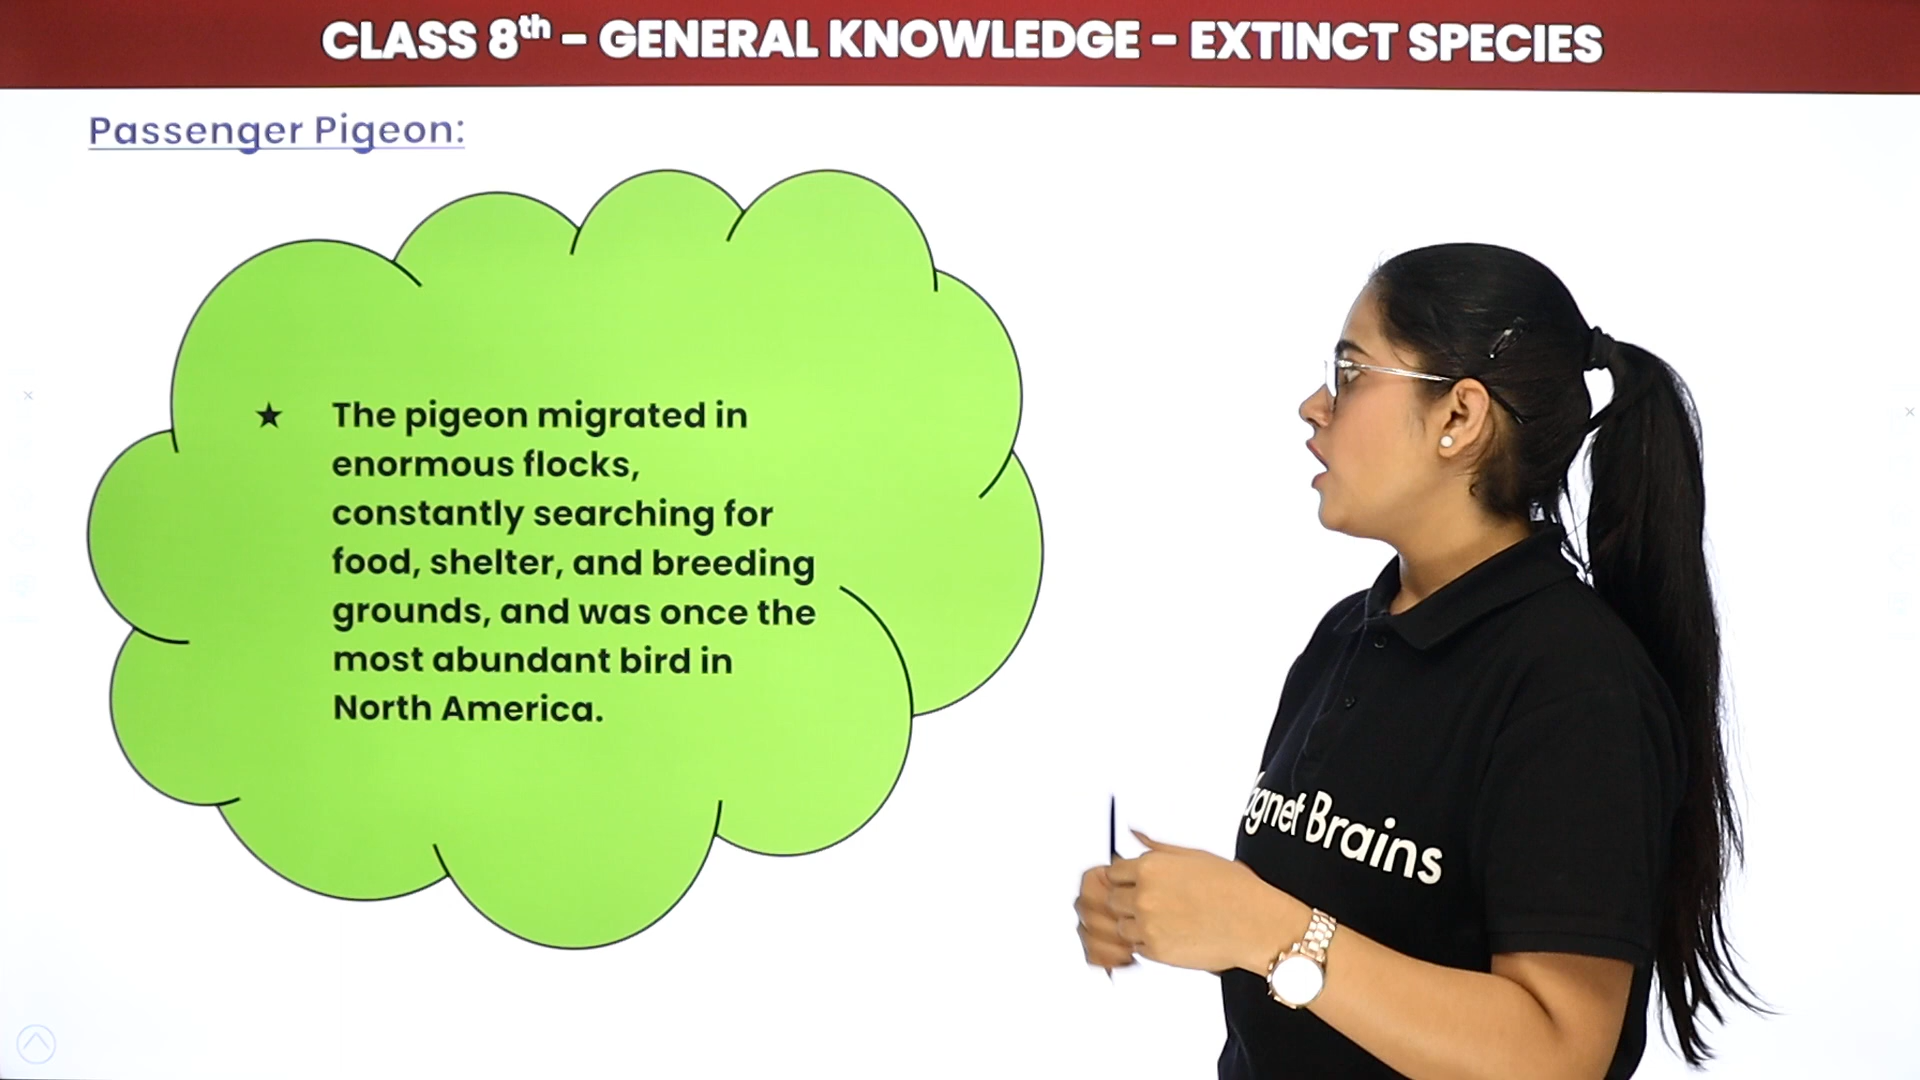 CLASS 8th - GENERAL KNOWLEDGE - EXTINCT SPECIES
Passenger Pigeon:
★ The pigeon migrated in
enormous flocks,
constantly searching for
food, shelter, and breeding
grounds, and was once the
most abundant bird in
North America.
gnet Brains